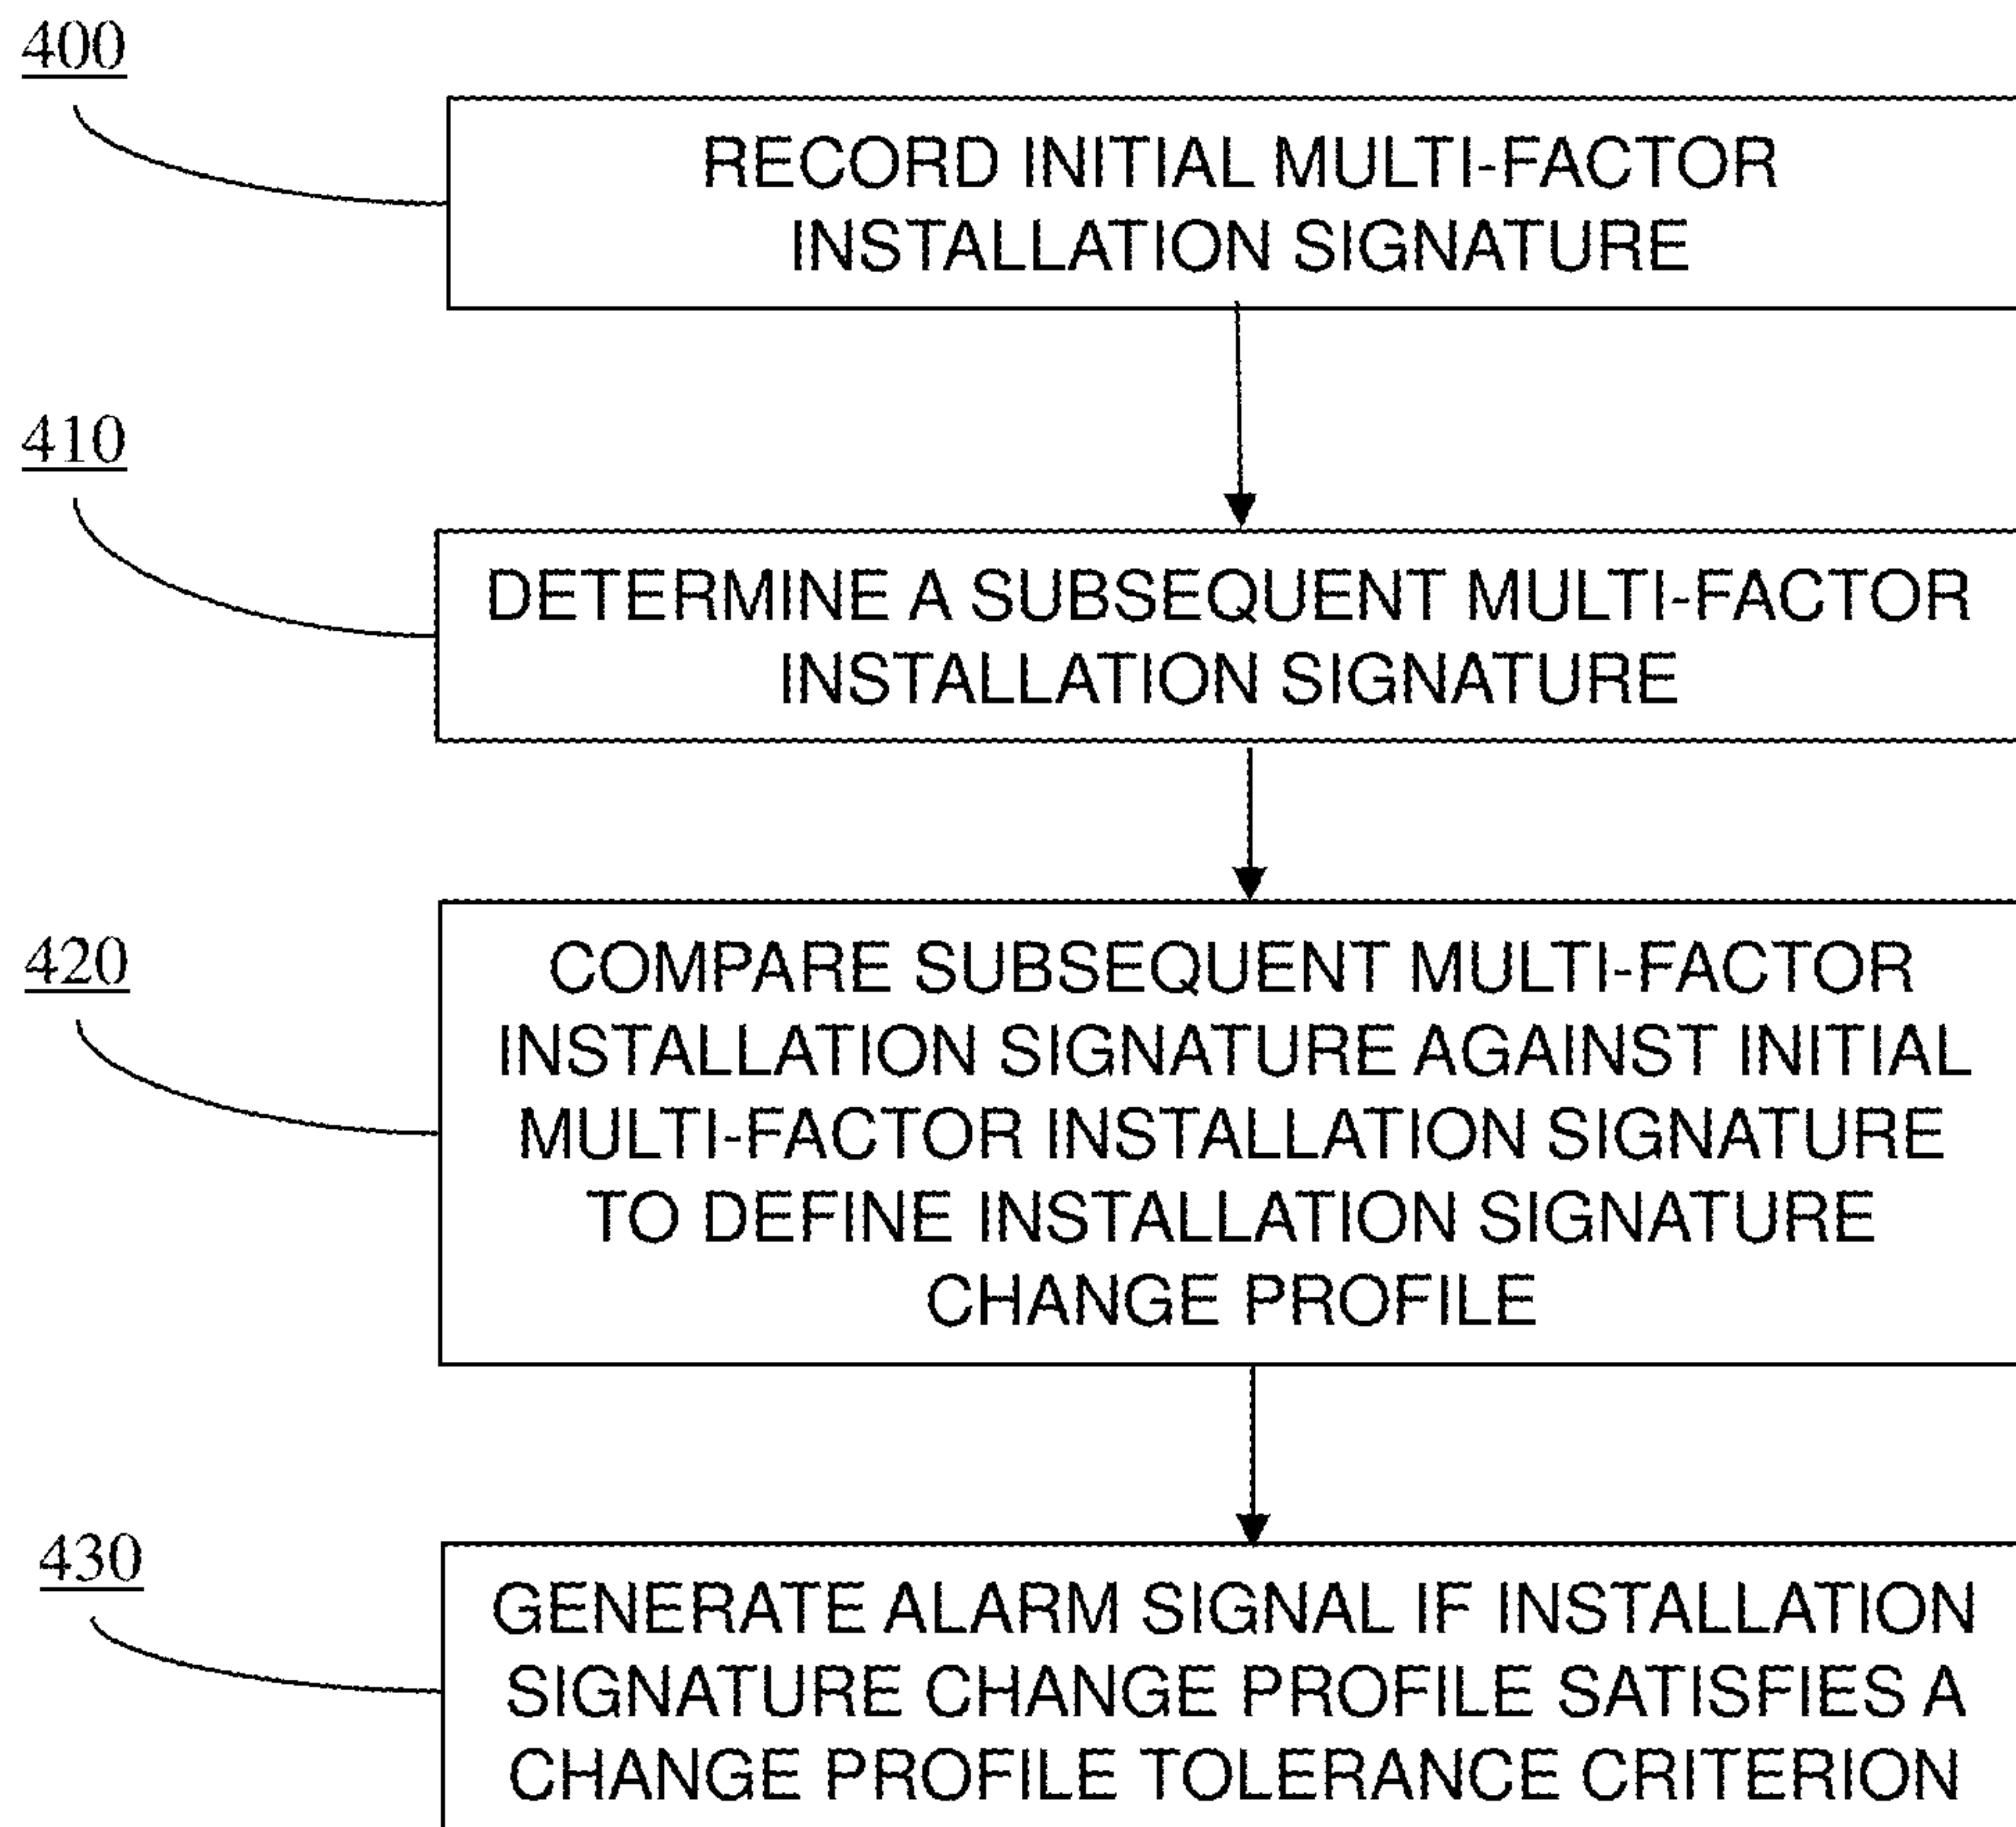 400
RECORD INITIAL MULTI-FACTOR
INSTALLATION SIGNATURE
410
DETERMINE A SUBSEQUENT MULTI-FACTOR
INSTALLATION SIGNATURE
420
COMPARE SUBSEQUENT MULTI-FACTOR
INSTALLATION SIGNATURE AGAINST INITIAL
MULTI-FACTOR INSTALLATION SIGNATURE
TO DEFINE INSTALLATION SIGNATURE
CHANGE PROFILE
430
GENERATE ALARM SIGNAL IF INSTALLATION
SIGNATURE CHANGE PROFILE SATISFIES A
CHANGE PROFILE TOLERANCE CRITERION